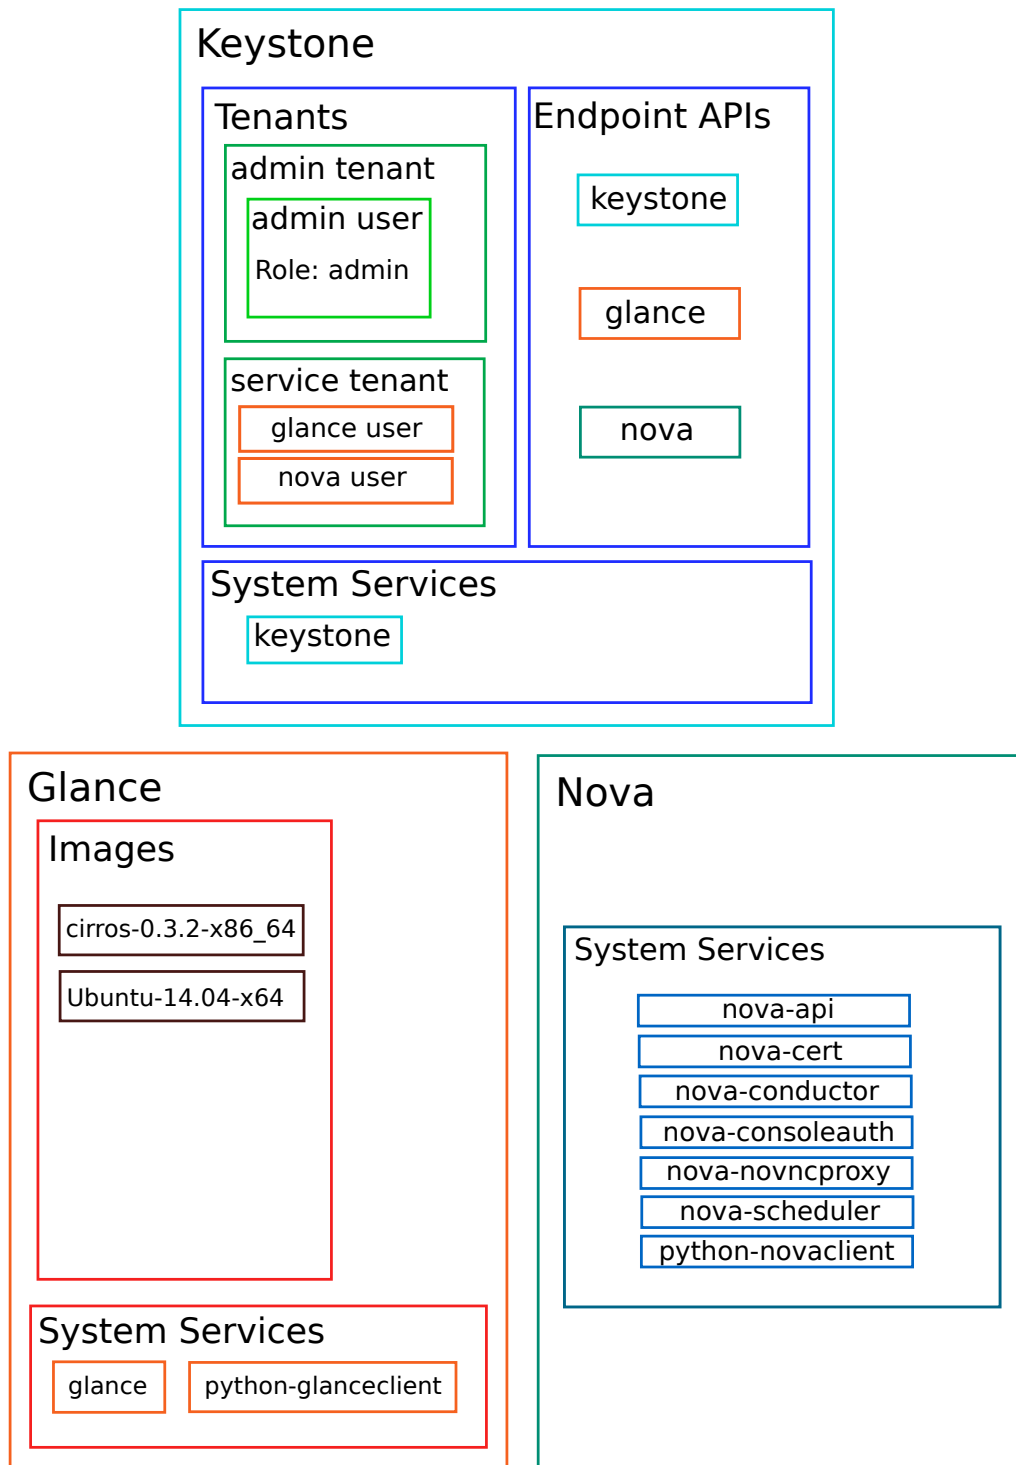 Keystone
Tenants
admin tenant
admin user
Role: admin
service tenant
glance user
nova user
Endpoint APIs
keystone
glance
nova
System Services
keystone
Glance
Images
cirros-0.3.2-x86_64
Ubuntu-14.04-x64
System Services
glance
python-glanceclient
Nova
System Services
nova-api
nova-cert
nova-conductor
nova-consoleauth
nova-novncproxy
nova-scheduler
python-novaclient